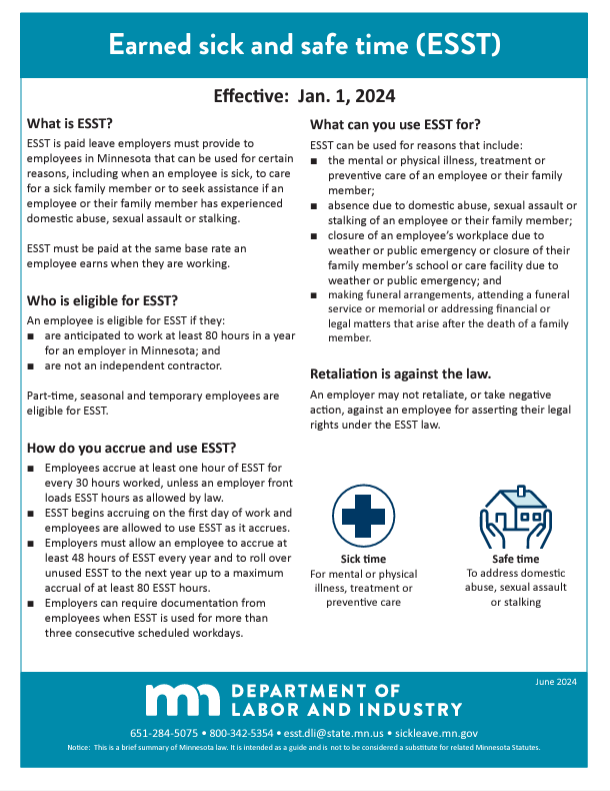 Earned sick and safe time (ESST)
Effective:  Jan. 1, 2024
What is ESST?
ESST is paid leave employers must provide to
employees in Minnesota that can be used for certain
reasons, including when an employee is sick, to care
for a sick family member or to seek assistance if an
employee or their family member has experienced
domestic abuse, sexual assault or stalking.
ESST must be paid at the same base rate an
employee earns when they are working.
Who is eligible for ESST?
An employee is eligible for ESST if they:
■ are anticipated to work at least 80 hours in a year
for an employer in Minnesota; and
■ are not an independent contractor.
Part-time, seasonal and temporary employees are
eligible for ESST.
How do you accrue and use ESST?
■ Employees accrue at least one hour of ESST for
every 30 hours worked, unless an employer front
loads ESST hours as allowed by law.
■ ESST begins accruing on the first day of work and
employees are allowed to use ESST as it accrues.
■ Employers must allow an employee to accrue at
least 48 hours of ESST every year and to roll over
unused ESST to the next year up to a maximum
accrual of at least 80 ESST hours.
■ Employers can require documentation from
employees when ESST is used for more than
three consecutive scheduled workdays.
What can you use ESST for?
ESST can be used for reasons that include:
■ the mental or physical illness, treatment or
preventive care of an employee or their family
member;
■ absence due to domestic abuse, sexual assault or
stalking of an employee or their family member;
■ closure of an employee's workplace due to
weather or public emergency or closure of their
family member's school or care facility due to
weather or public emergency; and
■ making funeral arrangements, attending a funeral
service or memorial or addressing financial or
legal matters that arise after the death of a family
member.
Retaliation is against the law.
An employer may not retaliate, or take negative
action, against an employee for asserting their legal
rights under the ESST law.
Sick time
For mental or physical
illness, treatment or
preventive care
Safe time
To address domestic
abuse, sexual assault
or stalking
June 2024
mn DEPARTMENT OF
LABOR AND INDUSTRY
651-284-5075 • 800-342-5354 • esst.dli@state.mn.us • sickleave.mn.gov
Notice:  This is a brief summary of Minnesota law. It is intended as a guide and is not to be considered a substitute for related Minnesota Statutes.